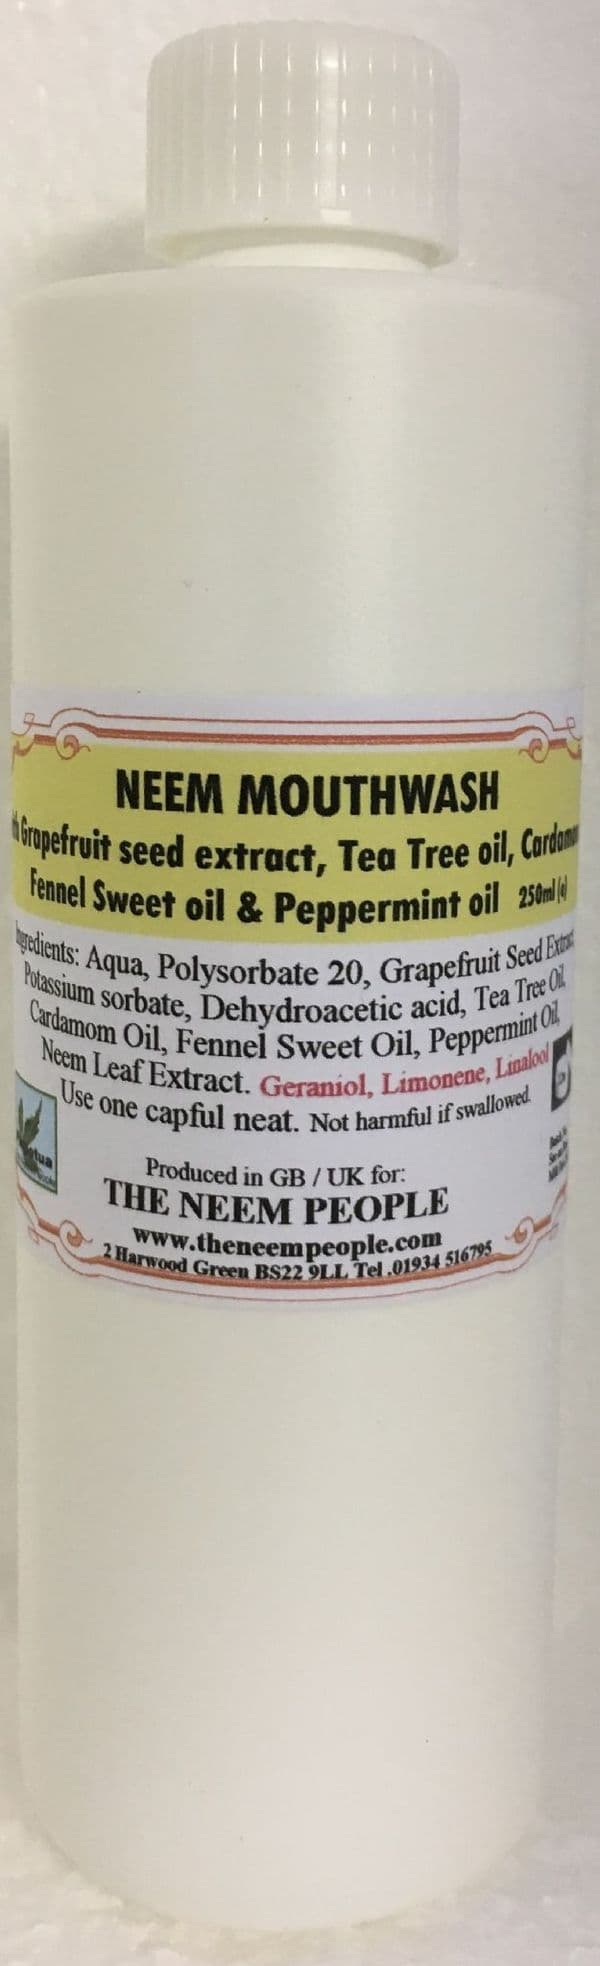 NEEM MOUTHWASH
Grapefruit seed extract, Tea Tree oil,
Fennel Sweet oil & Peppermint oil 250ml (e)
Aqua, Polysorbate 20, Grapefruit Seed
Potassium sorbate, Dehydroacetic acid, Tea Tree Oil,
Cardamom Oil, Fennel Sweet Oil, Peppermint Oil,
Neem Leaf Extract. Geraniol, Limonene, Linalool
Use one capful neat. Not harmful if swallowed.
Produced in GB / UK for:
THE NEEM PEOPLE
www.theneempeople.com
2 Harwood Green BS22 9LL Tel .01934 516795